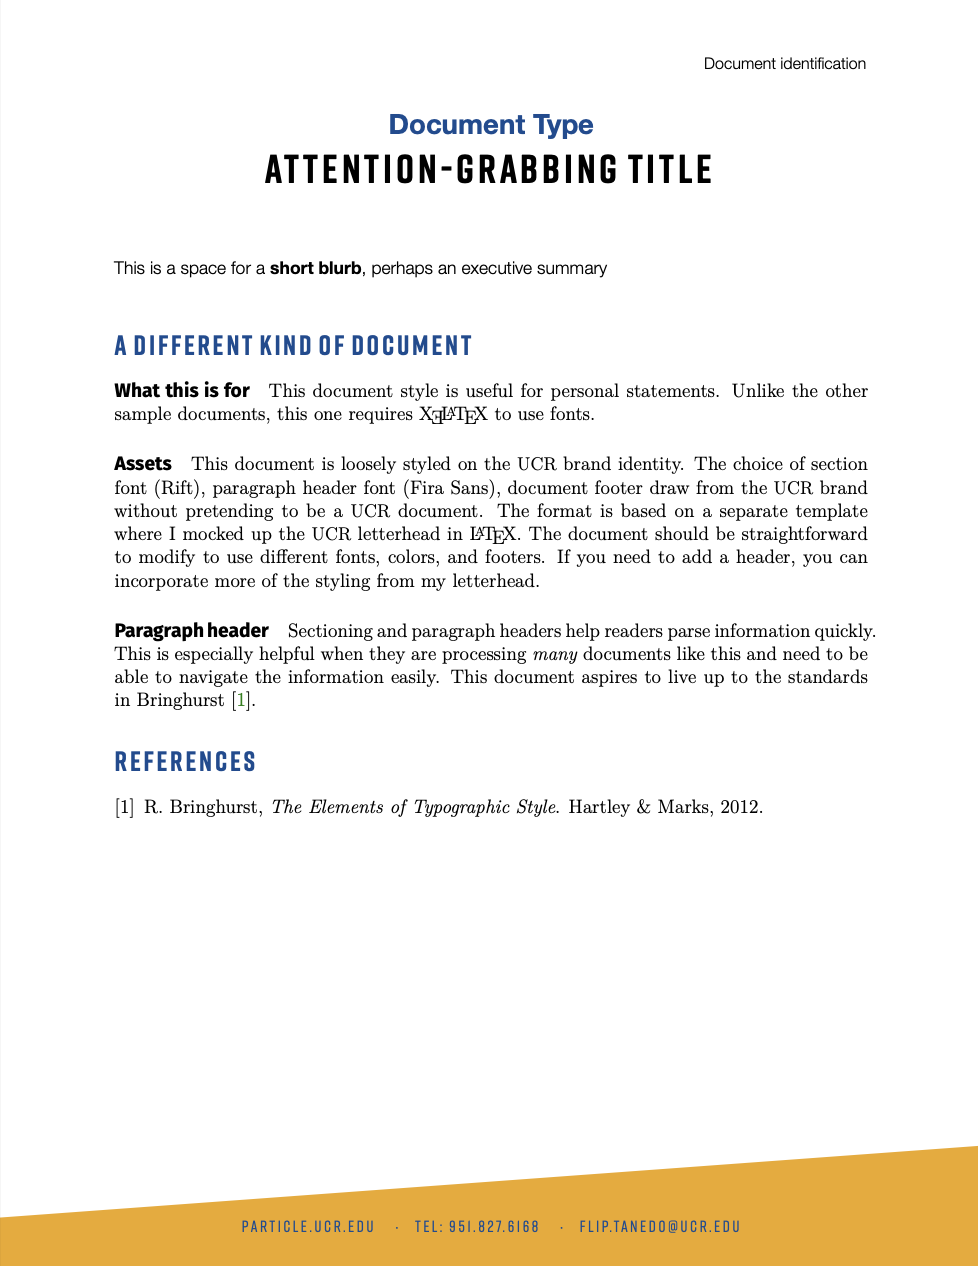 Document identification
Document Type
ATTENTION-GRABBING TITLE
This is a space for a short blurb, perhaps an executive summary
A DIFFERENT KIND OF DOCUMENT
What this is for This document style is useful for personal statements. Unlike the other
sample documents, this one requires XƎLATEX to use fonts.
Assets This document is loosely styled on the UCR brand identity. The choice of section
font (Rift), paragraph header font (Fira Sans), document footer draw from the UCR brand
without pretending to be a UCR document. The format is based on a separate template
where I mocked up the UCR letterhead in LATEX. The document should be straightforward
to modify to use different fonts, colors, and footers. If you need to add a header, you can
incorporate more of the styling from my letterhead.
Paragraph header Sectioning and paragraph headers help readers parse information quickly.
This is especially helpful when they are processing many documents like this and need to be
able to navigate the information easily. This document aspires to live up to the standards
in Bringhurst [1].
REFERENCES
[1] R. Bringhurst, The Elements of Typographic Style. Hartley & Marks, 2012.
PARTICLE.UCR.EDU · TEL: 951.827.6168 · FLIP.TANEDO@UCR.EDU